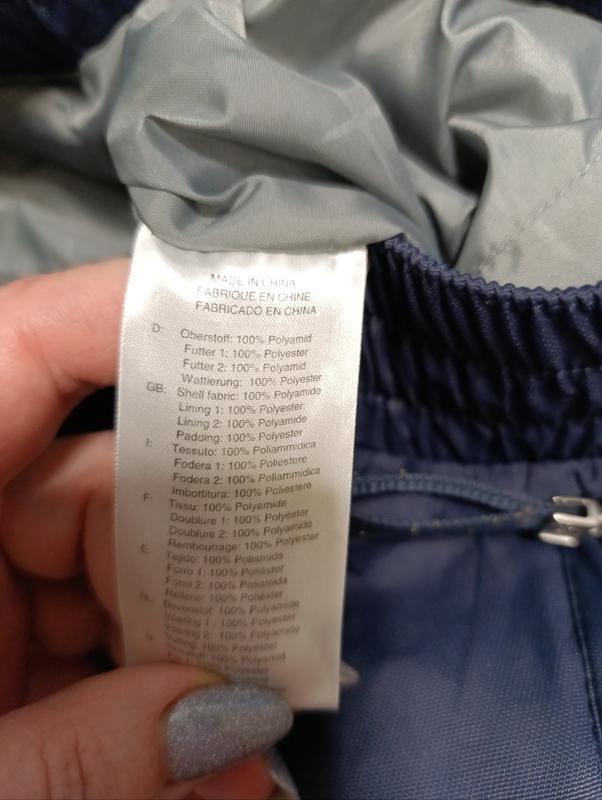 MADE IN CHINA
FABRIQUE EN CHINE
FABRICADO EN CHINA
D: Oberstoff: 100% Polyamid
Futter 1: 100% Polyester
Futter 2: 100% Polyamid
Wattierung: 100% Polyester
GB: Shell fabric: 100% Polyamide
Lining 1: 100% Polyester
Lining 2: 100% Polyamide
Padding: 100% Polyester
I: Tessuto: 100% Poliammidica
Fodera 1: 100% Poliestere
Fodera 2: 100% Poliammidica
Imbottitura: 100% Poliestere
F: Tissu: 100% Polyamide
Doublure 1: 100% Polyester
Doublure 2: 100% Polyamide
Rembourrage: 100% Polyester
E: Tejido: 100% Poliamida
Forro 1: 100% Poliéster
Forro 2: 100% Poliamida
Relleno: 100% Poliéster
NL: Bovenstof: 100% Polyamide
Voering 1 : 100% Polyester
Voering 2: 100% Polyamide
Vulling: 100% Polyester
100% Polyamid